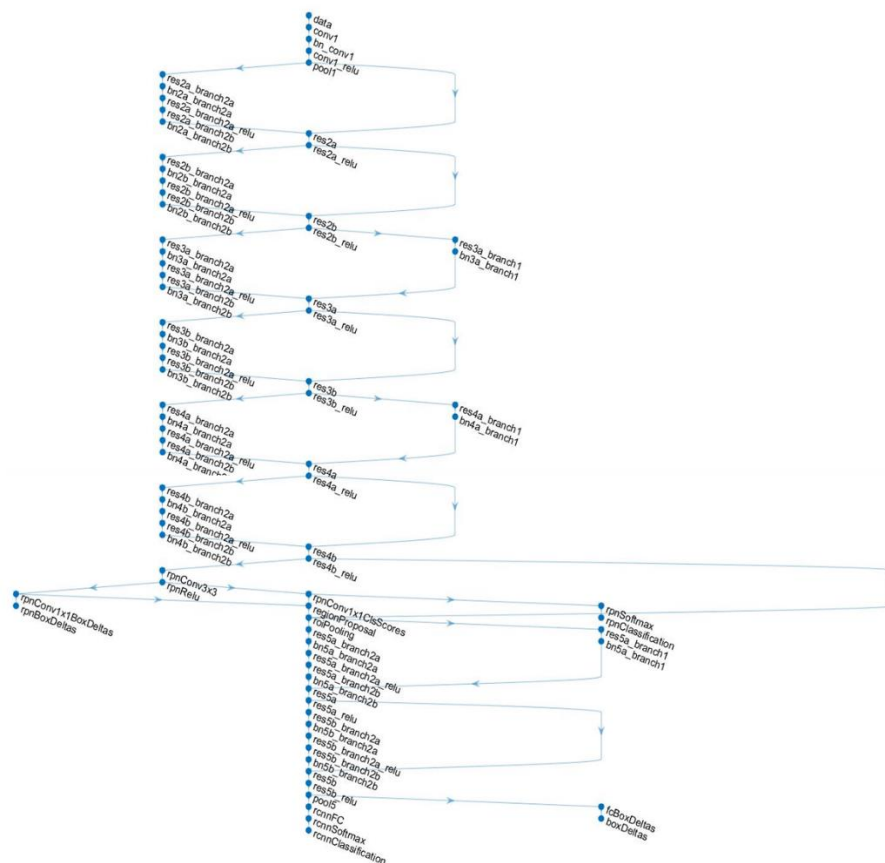 data
conv1
bn_conv1
conv1_relu
pool1
res2a_branch2a
bn2a_branch2a
res2a_branch2a_relu
res2a_branch2b
bn2a_branch2b
res2a
res2a_relu
res2b_branch2a
bn2b_branch2a
res2b_branch2a_relu
res2b_branch2b
bn2b_branch2b
res2b
res2b_relu
res3a_branch2a
bn3a_branch2a
res3a_branch2a_relu
res3a_branch2b
bn3a_branch2b
res3a_branch1
bn3a_branch1
res3a
res3a_relu
res3b_branch2a
bn3b_branch2a
res3b_branch2a_relu
res3b_branch2b
bn3b_branch2b
res3b
res3b_relu
res4a_branch2a
bn4a_branch2a
res4a_branch2a_relu
res4a_branch2b
res4a_branch1
bn4a_branch1
res4a
res4a_relu
res4b_branch2a
bn4b_branch2a
res4b_branch2a_relu
res4b_branch2b
bn4b_branch2b
res4b
res4b_relu
rpnConv3x3
rpnRelu
rpnConv1x1BoxDeltas
rpnBoxDeltas
rpnConv1x1ClsScores
regionProposal
roiPooling
res5a_branch2a
bn5a_branch2a
res5a_branch2a_relu
res5a_branch2b
bn5a_branch2b
res5a
res5a_relu
res5b_branch2a
bn5b_branch2a
res5b_branch2a_relu
res5b_branch2b
bn5b_branch2b
res5b
res5b_relu
pool5
rcnnFC
rcnnSoftmax
rcnnClassification
rpnSoftmax
rpnClassification
res5a_branch1
bn5a_branch1
fcBoxDeltas
boxDeltas